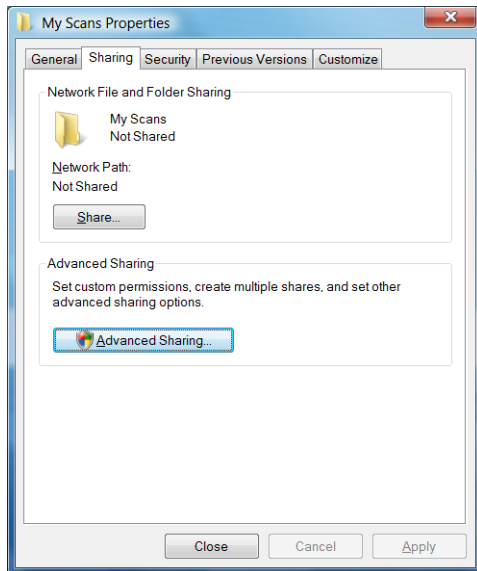 My Scans Properties
X
General Sharing Security Previous Versions Customize
Network File and Folder Sharing
My Scans
Not Shared
Network Path:
Not Shared
Share...
Advanced Sharing
Set custom permissions, create multiple shares, and set other
advanced sharing options.
Advanced Sharing...
Close Cancel Apply